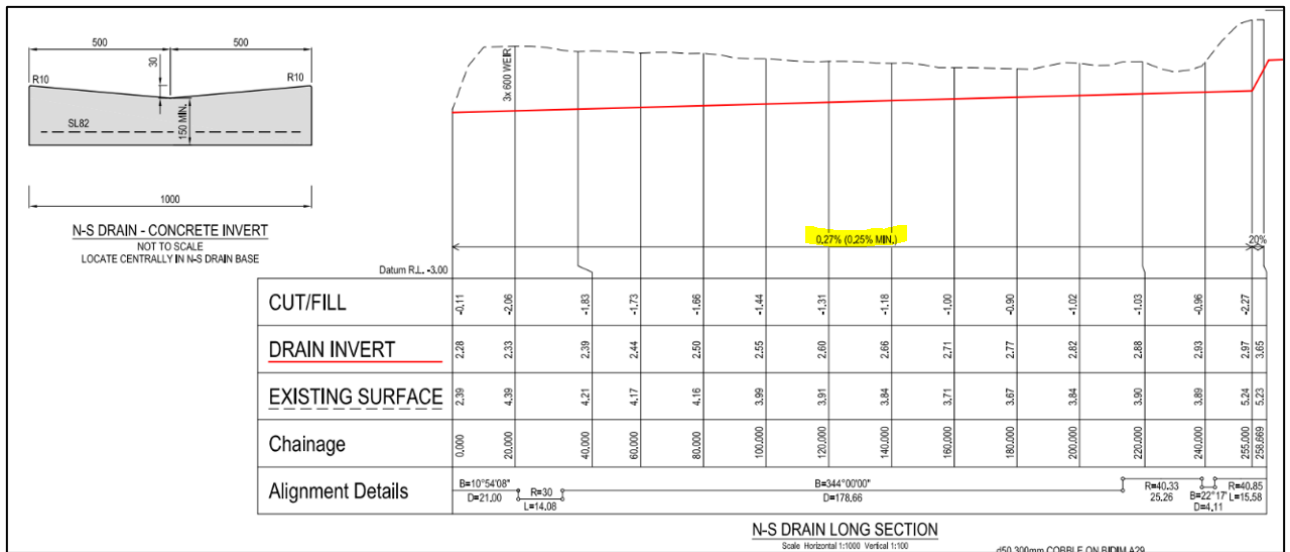 500 500
30
R10 R10
150 MIN.
SL82
1000
N-S DRAIN - CONCRETE INVERT
NOT TO SCALE
LOCATE CENTRALLY IN N-S DRAIN BASE
3x 600 WEIR.
0.27% (0.25% MIN.) 20%
Datum R.L. -3.00
CUT/FILL -0.11 -2.06 -1.83 -1.73 -1.66 -1.44 -1.31 -1.18 -1.00 -0.90 -1.02 -1.03 -0.96 -2.27
DRAIN INVERT 2.28 2.33 2.39 2.44 2.50 2.55 2.60 2.66 2.71 2.77 2.82 2.88 2.93 2.97 3.65
EXISTING SURFACE 2.39 4.39 4.21 4.17 4.16 3.99 3.91 3.84 3.71 3.67 3.84 3.90 3.89 5.24 5.23
Chainage 0.000 20.000 40.000 60.000 80.000 100.000 120.000 140.000 160.000 180.000 200.000 220.000 240.000 255.000 258.669
Alignment Details B=10°54'08" D=21.00 R=30 L=14.08 B=344°00'00" D=178.66 R=40.33 25.26 B=22°17' D=4.11 R=40.85 L=15.58
N-S DRAIN LONG SECTION
Scale Horizontal 1:1000 Vertical 1:100
d50 300mm COBBLE ON BIDIM A29